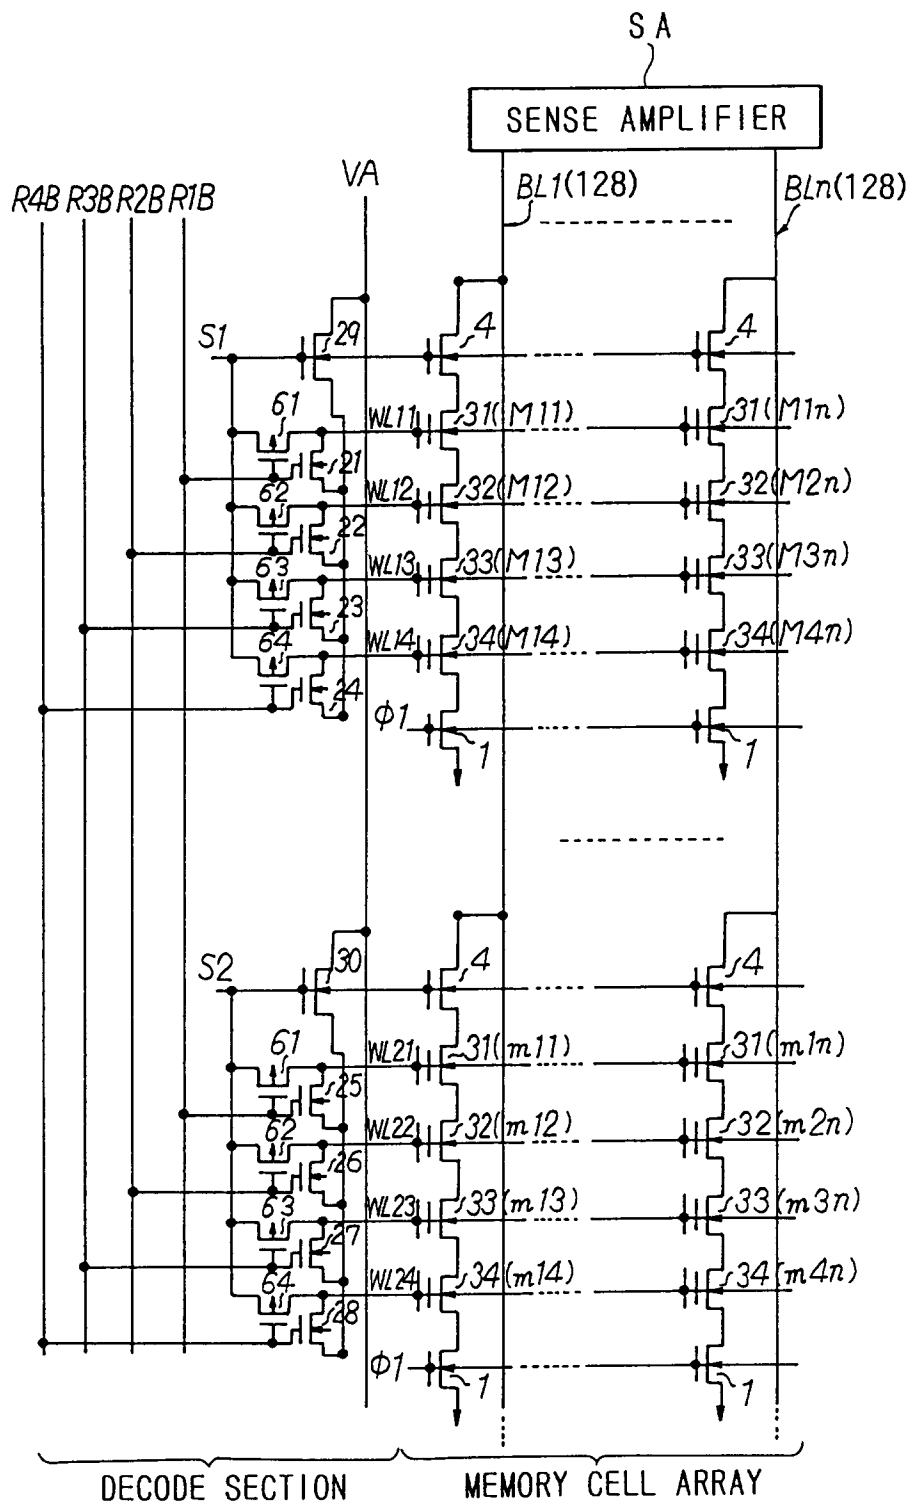 SA
SENSE AMPLIFIER
VA
BL1(128)
BLn(128)
R4B R3B R2B R1B
S1
29
4
4
61
WL11
31(M11)
31(M1n)
21
62
WL12
32(M12)
32(M2n)
22
63
WL13
33(M13)
33(M3n)
23
64
WL14
34(M14)
34(M4n)
24
Φ1
1
1
S2
30
4
4
61
WL21
31(m11)
31(m1n)
25
62
WL22
32(m12)
32(m2n)
26
63
WL23
33(m13)
33(m3n)
27
64
WL24
34(m14)
34(m4n)
28
Φ1
1
1
DECODE SECTION
MEMORY CELL ARRAY